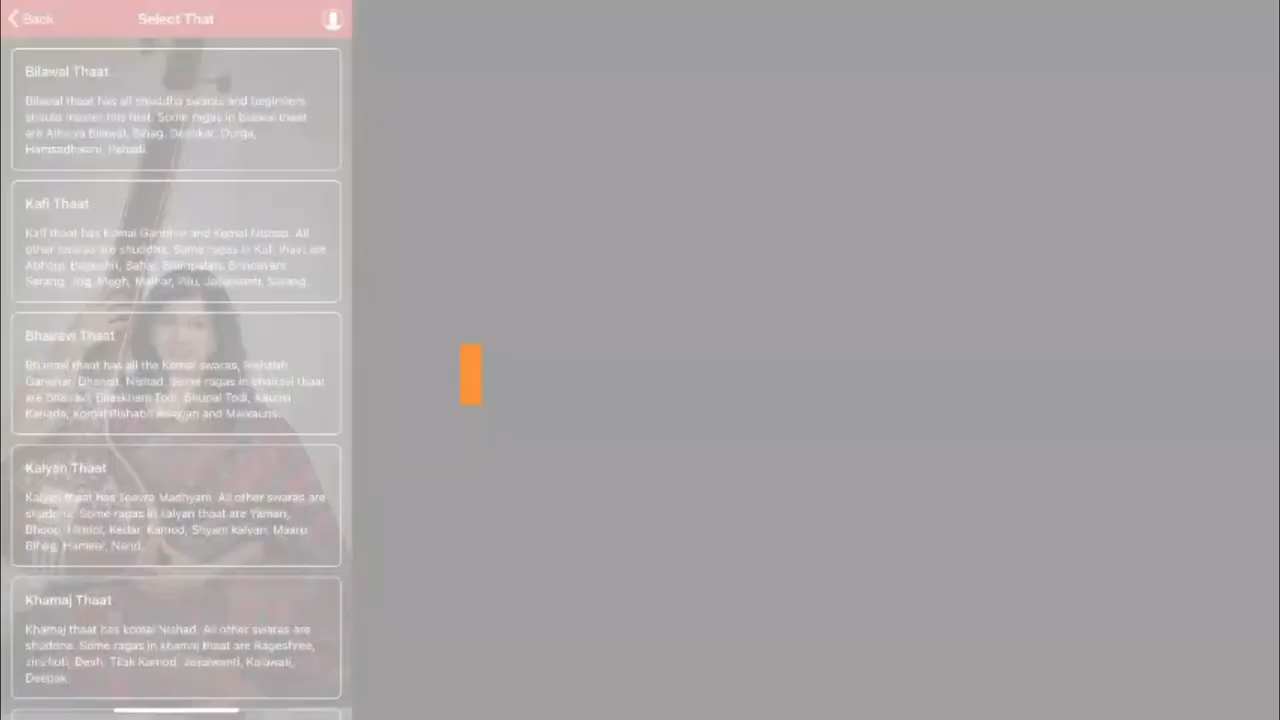 Back
Select That
Bilawal Thaat
Bilawal thaat has all shuddha swaras and beginners
should master this first. Some ragas in bilawal thaat
are Alhaiya Bilawal, Bihag, Deshkar, Durga,
Hamsadhwani, Pahadi.
Kafi Thaat
Kafi thaat has Komal Gandhar and Komal Nishad. All
other swaras are shuddha. Some ragas in Kafi thaat are
Bageshri, Bahar, Bhimpalasi, Brindavani
Sarang, Jog, Megh, Malhar, Pilu, Sarang.
Bhairavi Thaat
Bhairavi thaat has all the Komal swaras, Rishabh
Gandhar, Dhaivat, Nishad. Some ragas in bhairavi thaat
are Bhairavi, Bilaskhani Todi, Bhupal Todi,
Kanada, Komal Rishabh and Malkauns.
Kalyan Thaat
Kalyan thaat has Teevra Madhyam. All other swaras are
shuddha. Some ragas in kalyan thaat are Yaman,
Bhoop, Hindol, Kedar, Kamod, Shyam kalyan, Maaru
Bihag, Hameer, Nand.
Khamaj Thaat
Khamaj thaat has komal Nishad. All other swaras are
shuddha. Some ragas in khamaj thaat are Rageshree,
Desh, Tilak Kamod, Jaijaiwanti, Kalawati,
Deepak.